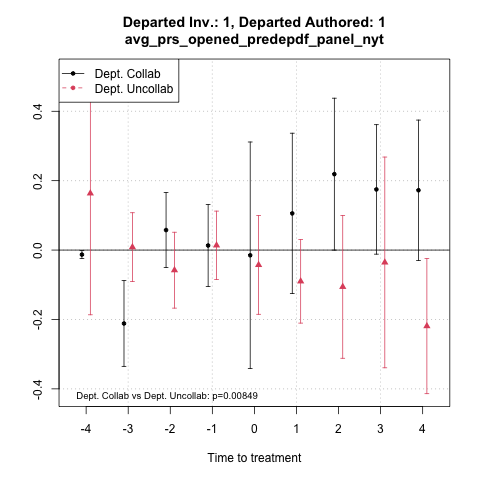 Departed Inv.: 1, Departed Authored: 1
avg_prs_opened_predepdf_panel_nyt
Dept. Collab
Dept. Uncollab
0.4
0.2
0.0
-0.2
-0.4
Dept. Collab vs Dept. Uncollab: p=0.00849
-4 -3 -2 -1 0 1 2 3 4
Time to treatment